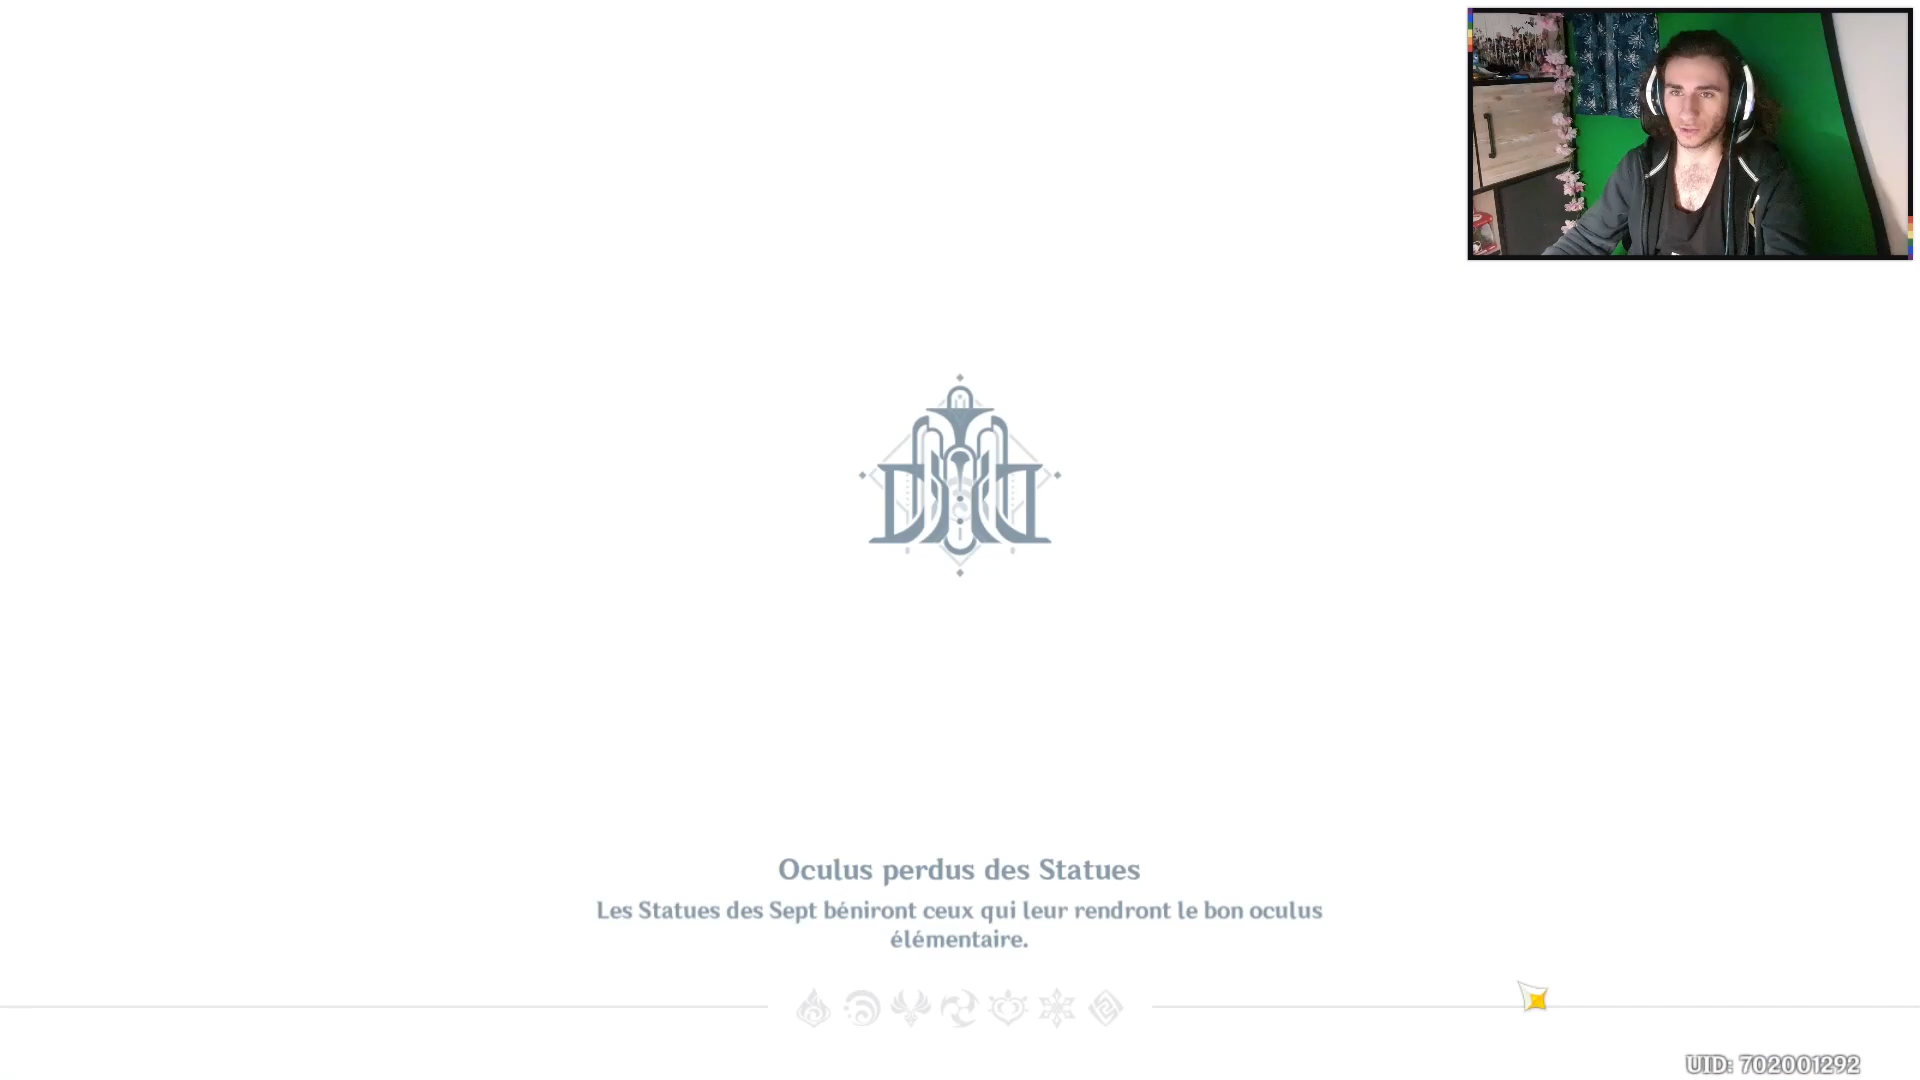 Oculus perdus des Statues
Les Statues des Sept béniront ceux qui leur rendront le bon oculus
élémentaire.
UID: 702001292